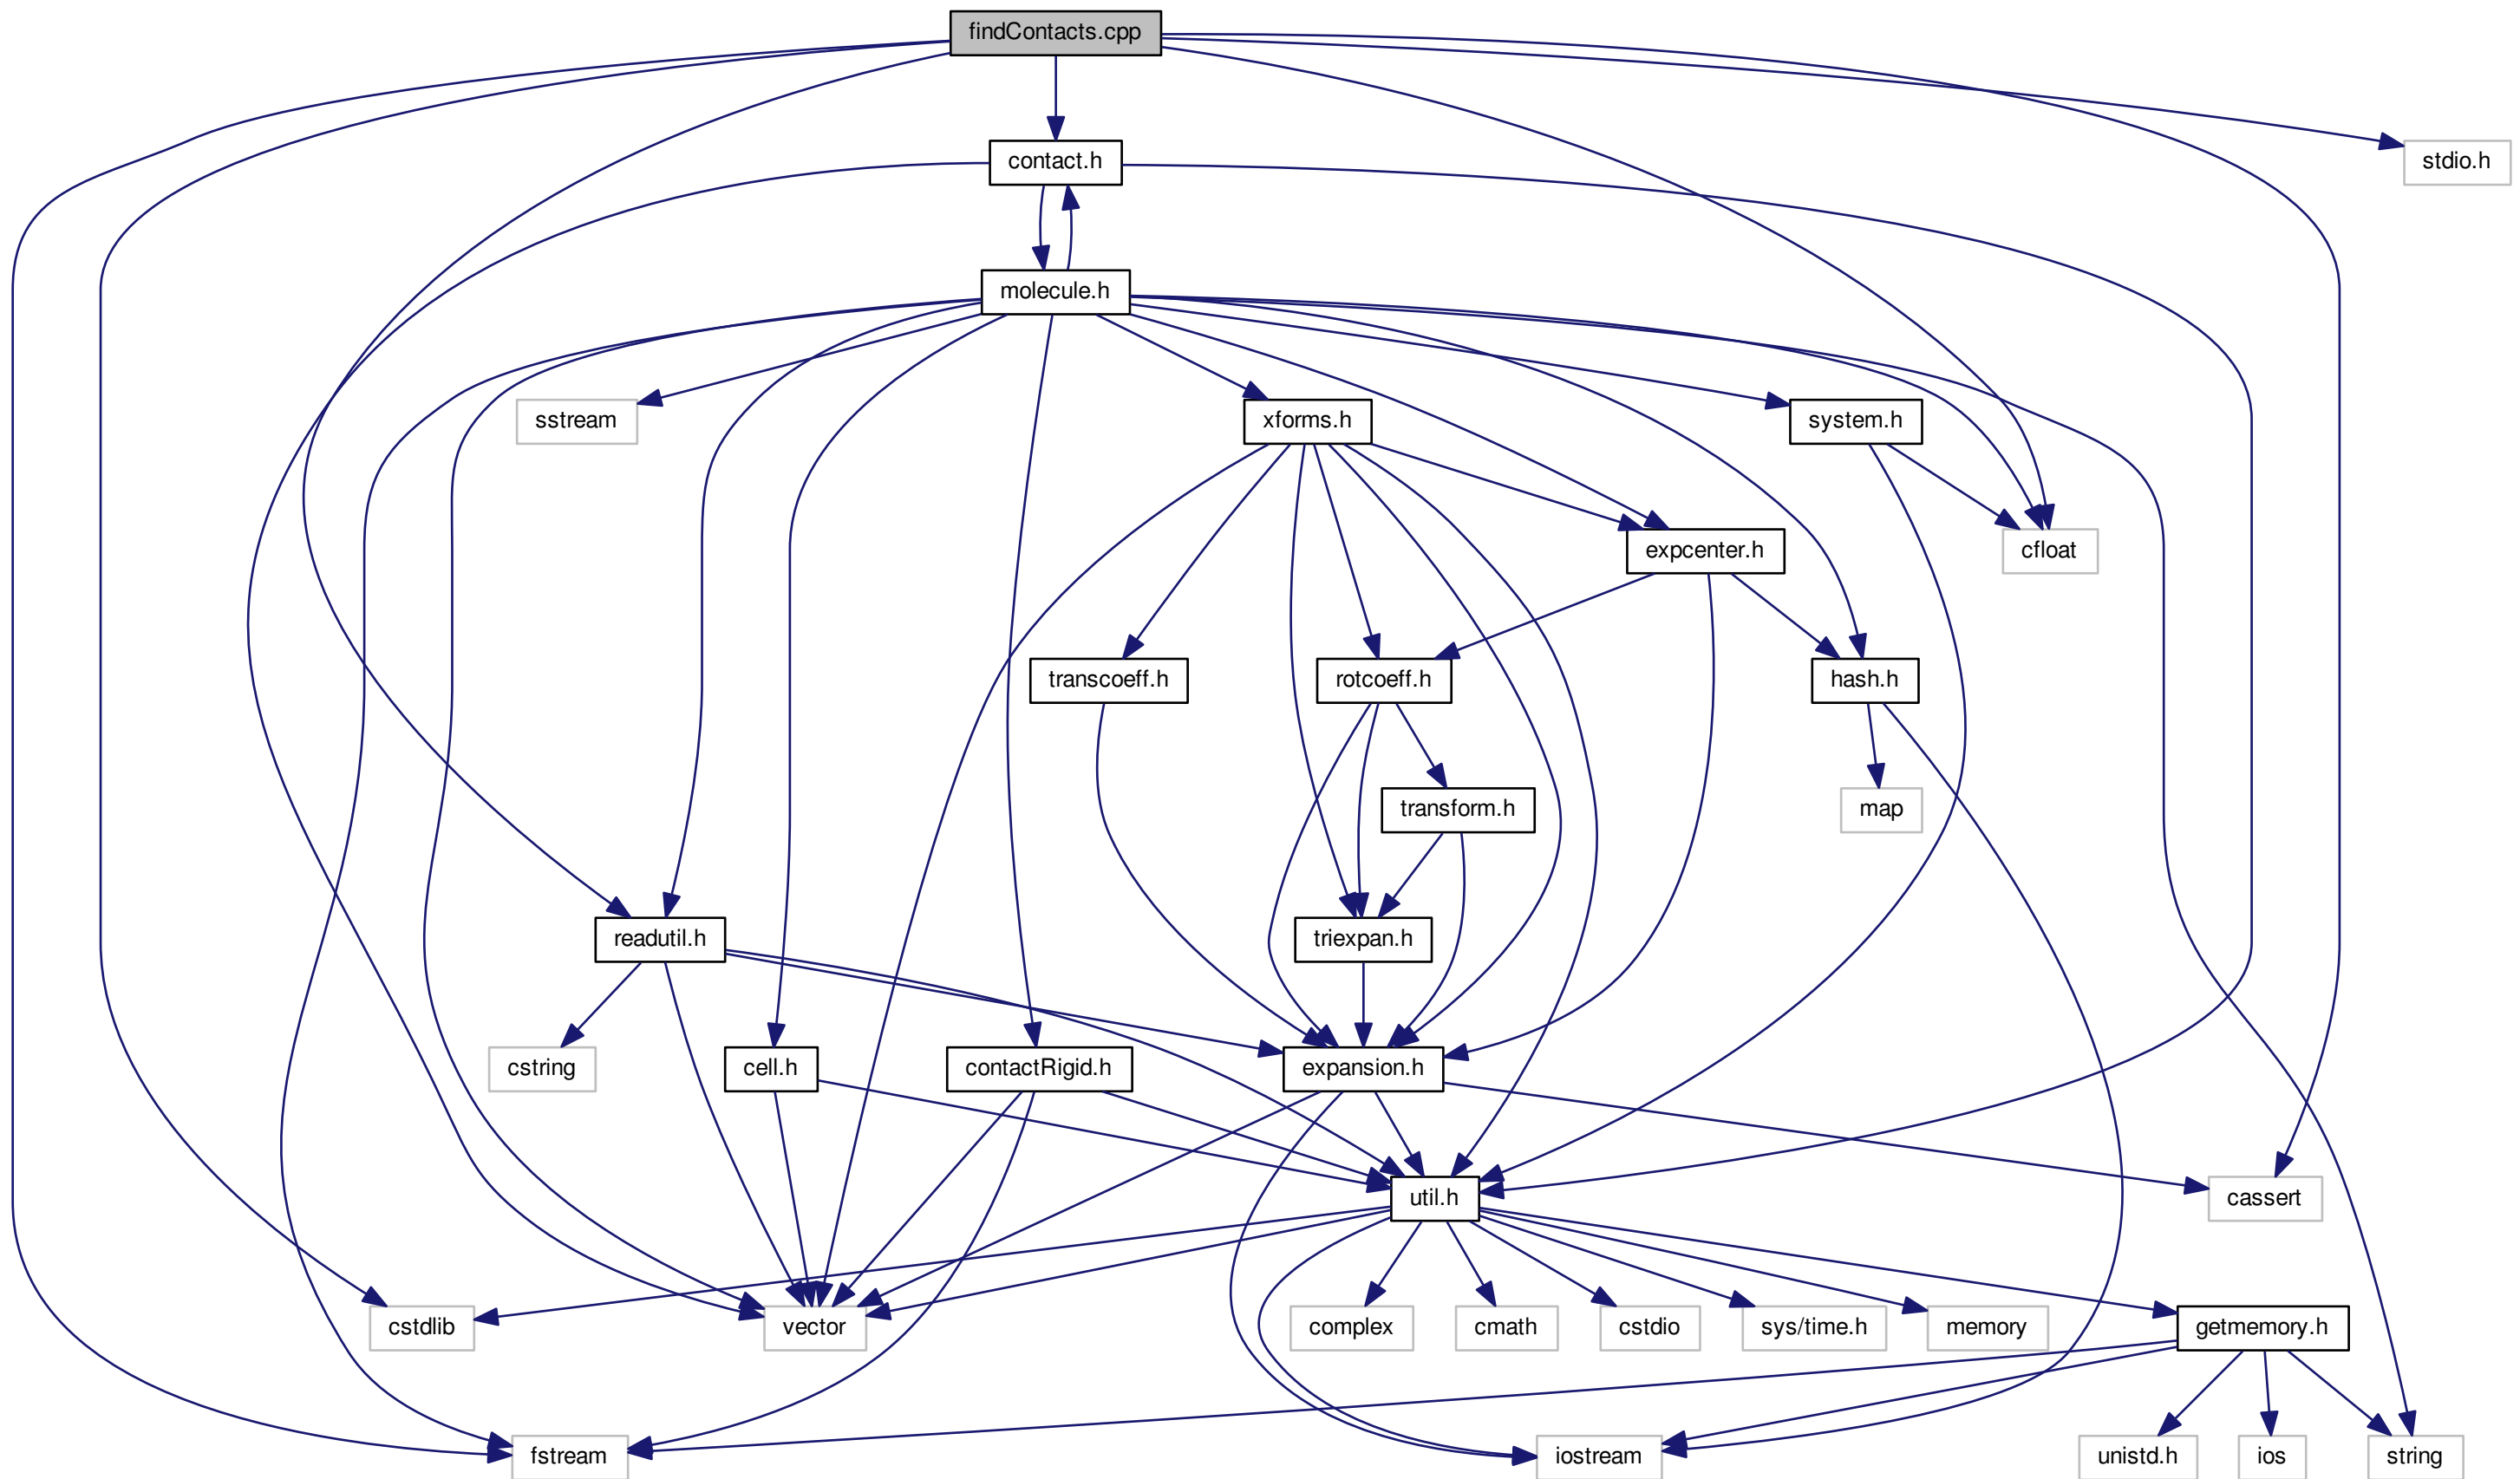 findContacts.cpp
contact.h
stdio.h
molecule.h
sstream
xforms.h
system.h
expcenter.h
cfloat
transcoeff.h
rotcoeff.h
hash.h
transform.h
map
readutil.h
triexpan.h
cstring
cell.h
contactRigid.h
expansion.h
util.h
cassert
cstdlib
vector
complex
cmath
cstdio
sys/time.h
memory
getmemory.h
fstream
iostream
unistd.h
ios
string